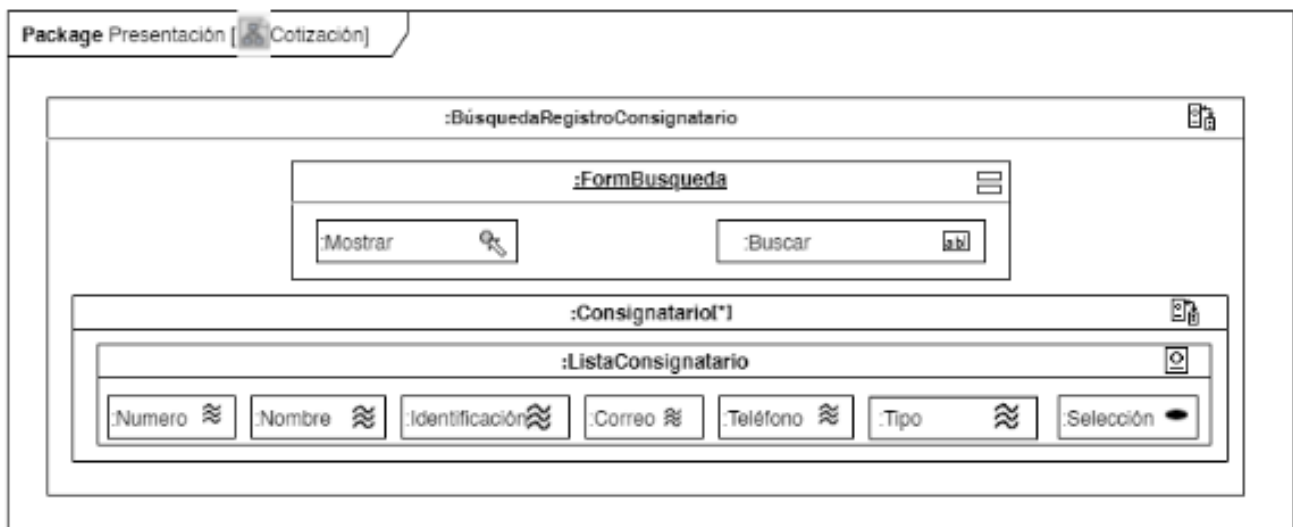 Package Presentación [ Cotización]
:BúsquedaRegistroConsignatario
:FormBusqueda
:Mostrar :Buscar ab|
:Consignatario[*]
:ListaConsignatario
:Numero :Nombre :Identificación :Correo :Teléfono :Tipo :Selección